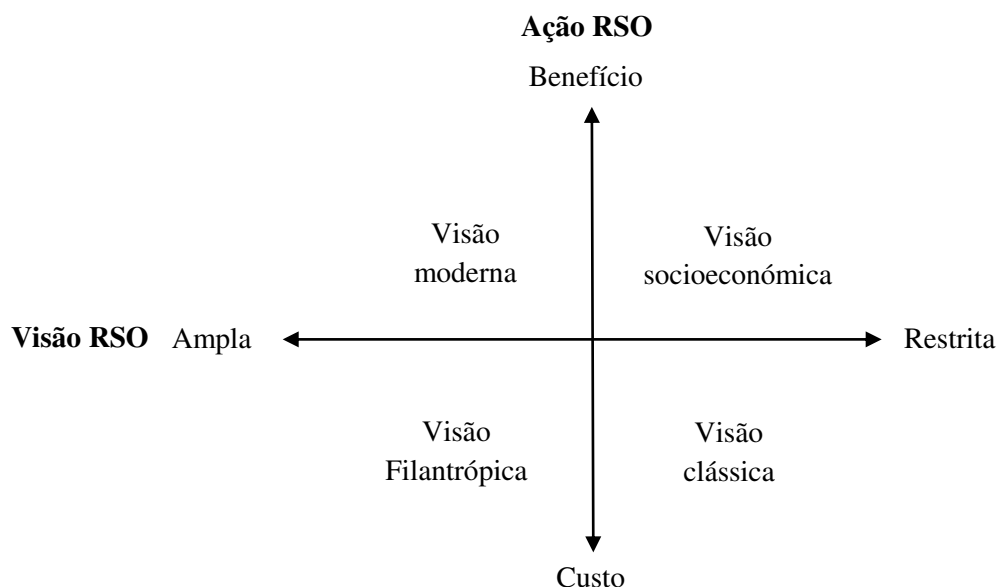 Ação RSO
Benefício
Visão
moderna
Visão
socioeconómica
Visão RSO Ampla
Restrita
Visão
Filantrópica
Visão
clássica
Custo